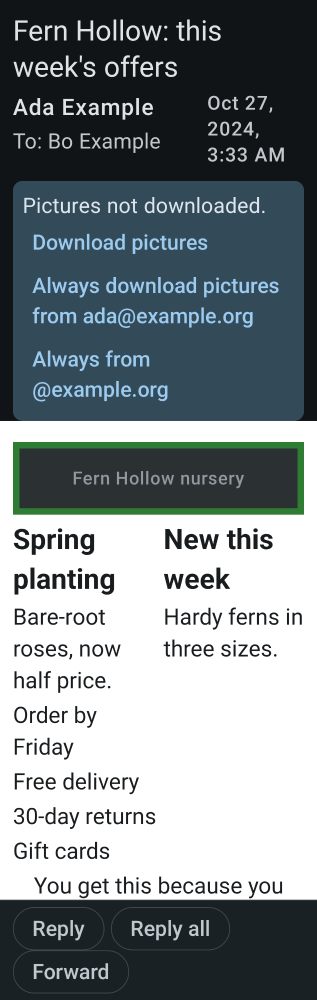 Fern Hollow: this
week's offers
Ada Example
To: Bo Example
Oct 27,
2024,
3:33 AM
Pictures not downloaded.
Download pictures
Always download pictures
from ada@example.org
Always from
@example.org
Fern Hollow nursery
Spring
planting
Bare-root
roses, now
half price.
Order by
Friday
Free delivery
30-day returns
Gift cards
New this
week
Hardy ferns in
three sizes.
You get this because you
Reply
Reply all
Forward